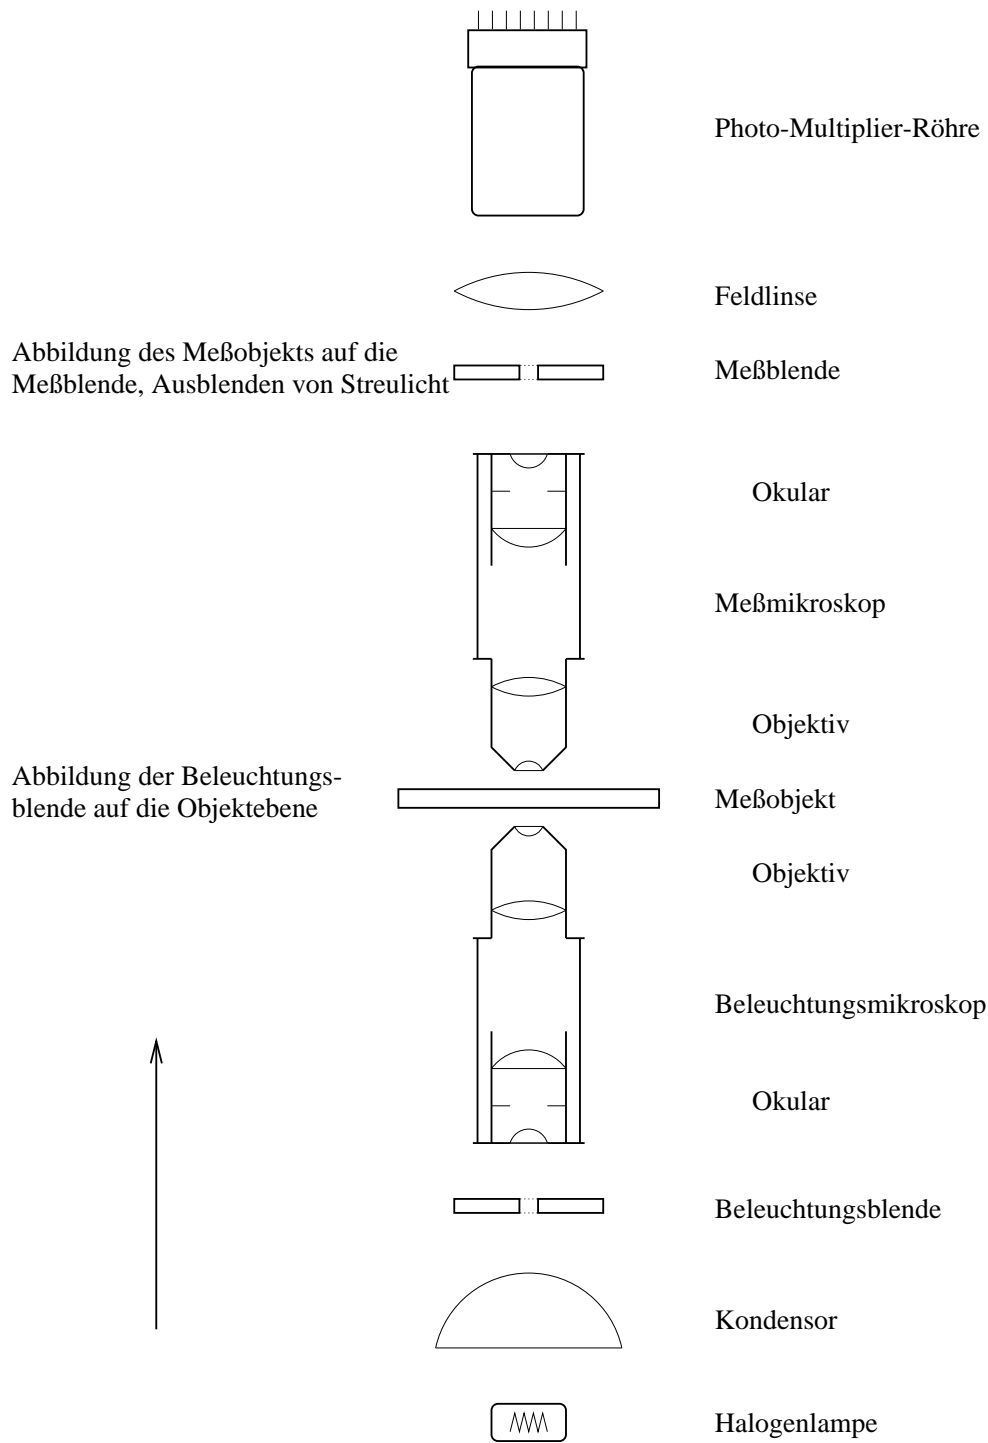 Photo-Multiplier-Röhre
Feldlinse
Abbildung des Meßobjekts auf die
Meßblende, Ausblenden von Streulicht
Meßblende
Okular
Meßmikroskop
Objektiv
Abbildung der Beleuchtungs-
blende auf die Objektebene
Meßobjekt
Objektiv
Beleuchtungsmikroskop
Okular
Beleuchtungsblende
Kondensor
Halogenlampe